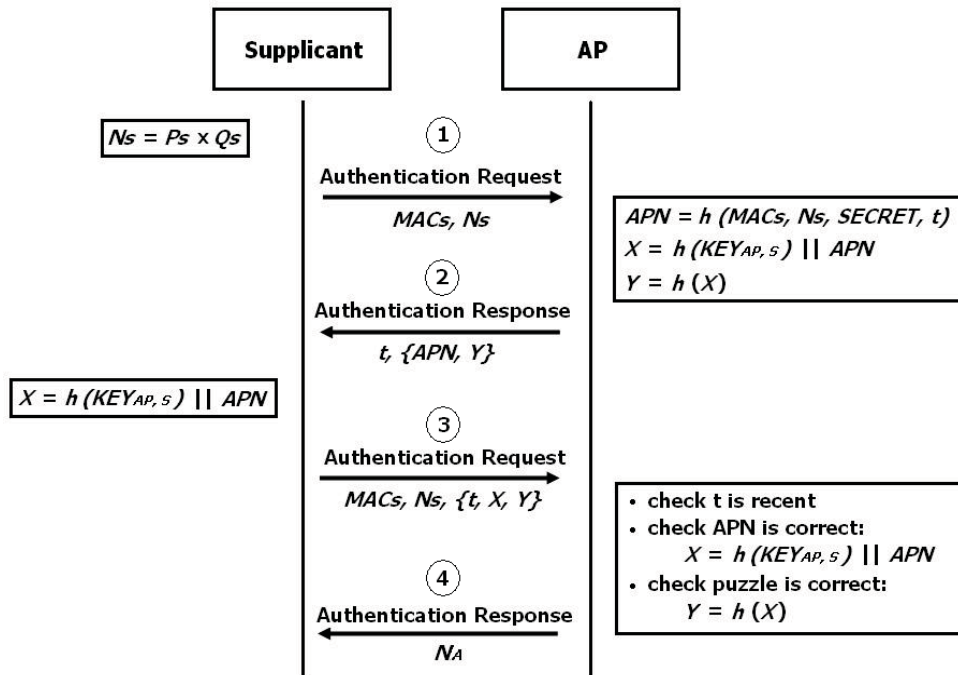 Supplicant
AP
Ns = Ps x Qs
1
Authentication Request
MACs, Ns
APN = h (MACs, Ns, SECRET, t)
X = h (KEYAP, S) || APN
Y = h (X)
2
Authentication Response
t, {APN, Y}
X = h (KEYAP, S) || APN
3
Authentication Request
MACs, Ns, {t, X, Y}
• check t is recent
• check APN is correct:
X = h (KEYAP, S) || APN
• check puzzle is correct:
Y = h (X)
4
Authentication Response
NA